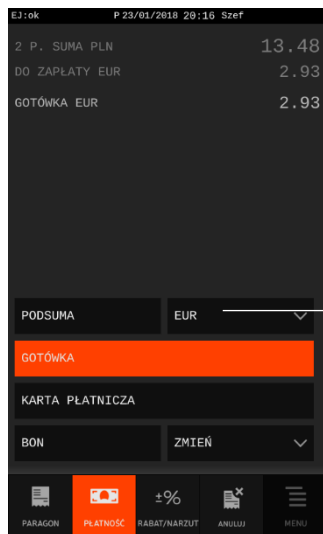 EJ:ok P 23/01/2018 20:16 Szef
2 P. SUMA PLN 13.48
DO ZAPŁATY EUR 2.93
GOTÓWKA EUR 2.93
PODSUMA EUR
GOTÓWKA
KARTA PŁATNICZA
BON ZMIEŃ
±%
PARAGON PŁATNOŚĆ RABAT/NARZUT ANULUJ MENU